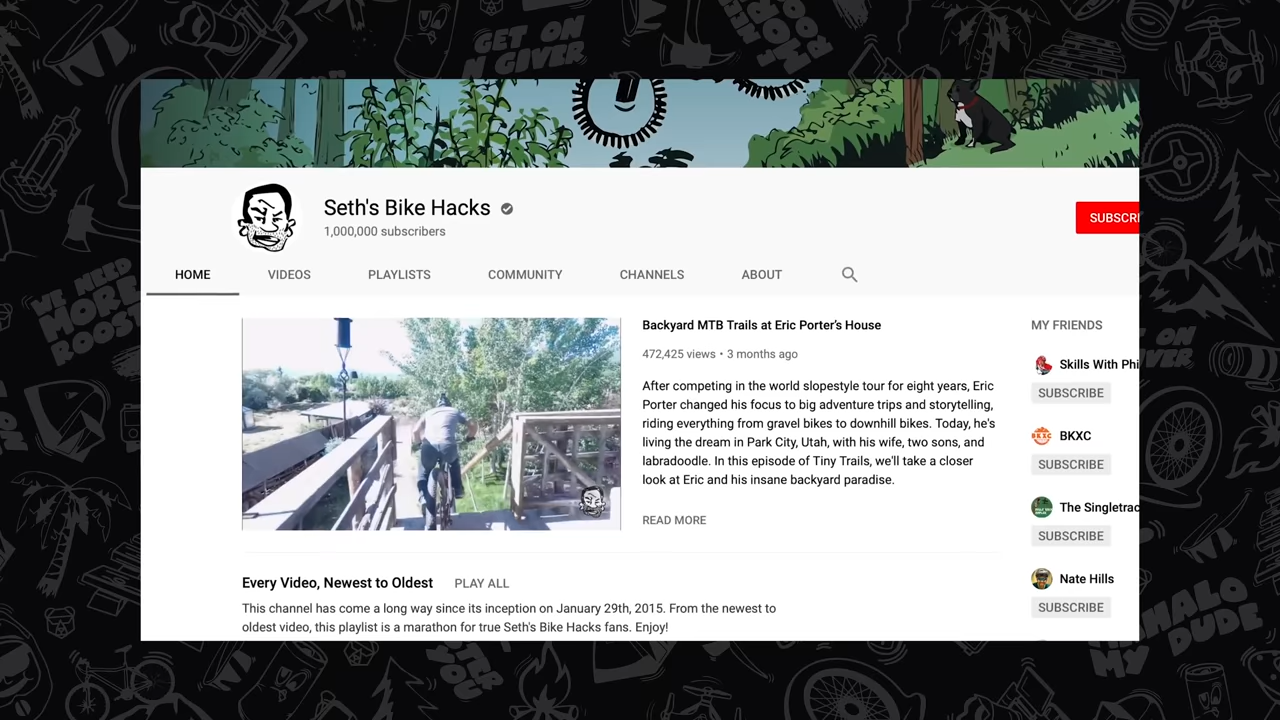 GET ON
N GIVER
WE NEED
MORE
ROOST
Seth's Bike Hacks
1,000,000 subscribers
HOME
VIDEOS
PLAYLISTS
COMMUNITY
CHANNELS
ABOUT
Backyard MTB Trails at Eric Porter's House
472,425 views • 3 months ago
After competing in the world slopestyle tour for eight years, Eric
Porter changed his focus to big adventure trips and storytelling,
riding everything from gravel bikes to downhill bikes. Today, he's
living the dream in Park City, Utah, with his wife, two sons, and
labradoodle. In this episode of Tiny Trails, we'll take a closer
look at Eric and his insane backyard paradise.
READ MORE
Every Video, Newest to Oldest PLAY ALL
This channel has come a long way since its inception on January 29th, 2015. From the newest to
oldest video, this playlist is a marathon for true Seth's Bike Hacks fans. Enjoy!
SUBSCRI
MY FRIENDS
Skills With Phi
SUBSCRIBE
BKXC
SUBSCRIBE
The Singletrac
SUBSCRIBE
Nate Hills
SUBSCRIBE
MY DUDE